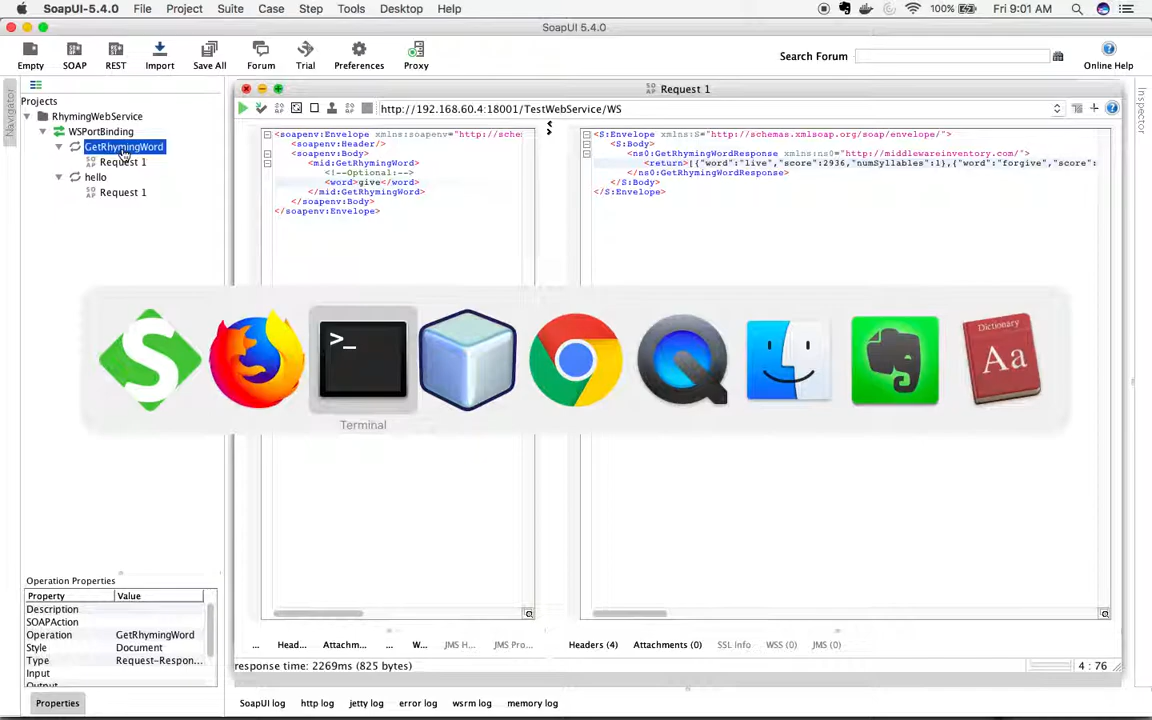 SoapUI-5.4.0 File Project Suite Case Step Tools Desktop Help 100% Fri 9:01 AM
SoapUI 5.4.0
Empty SOAP REST Import Save All Forum Trial Preferences Proxy Search Forum Online Help
Navigator
Projects
RhymingWebService
WSPortBinding
GetRhymingWord
Request 1
hello
Request 1
Request 1
http://192.168.60.4:18001/TestWebService/WS
<soapenv:Envelope xmlns:soapenv="http://sche
<soapenv:Header/>
<soapenv:Body>
<mid:GetRhymingWord>
<!--Optional:-->
<word>give</word>
</mid:GetRhymingWord>
</soapenv:Body>
</soapenv:Envelope>
<S:Envelope xmlns:S="http://schemas.xmlsoap.org/soap/envelope/">
<S:Body>
<ns0:GetRhymingWordResponse xmlns:ns0="http://middlewareinventory.com/">
<return>[{"word":"live","score":2936,"numSyllables":1},{"word":"forgive","score":
</ns0:GetRhymingWordResponse>
</S:Body>
</S:Envelope>
Inspector
>_
Dictionary
Aa
Terminal
Operation Properties
Property Value
Description
SOAPAction
Operation GetRhymingWord
Style Document
Type Request-Respon...
Input
Output
Properties
... Head... Attachm... ... W... JMS H... JMS Pro...
Headers (4) Attachments (0) SSL Info WSS (0) JMS (0)
response time: 2269ms (825 bytes) 4 : 76
SoapUI log http log jetty log error log wsrm log memory log